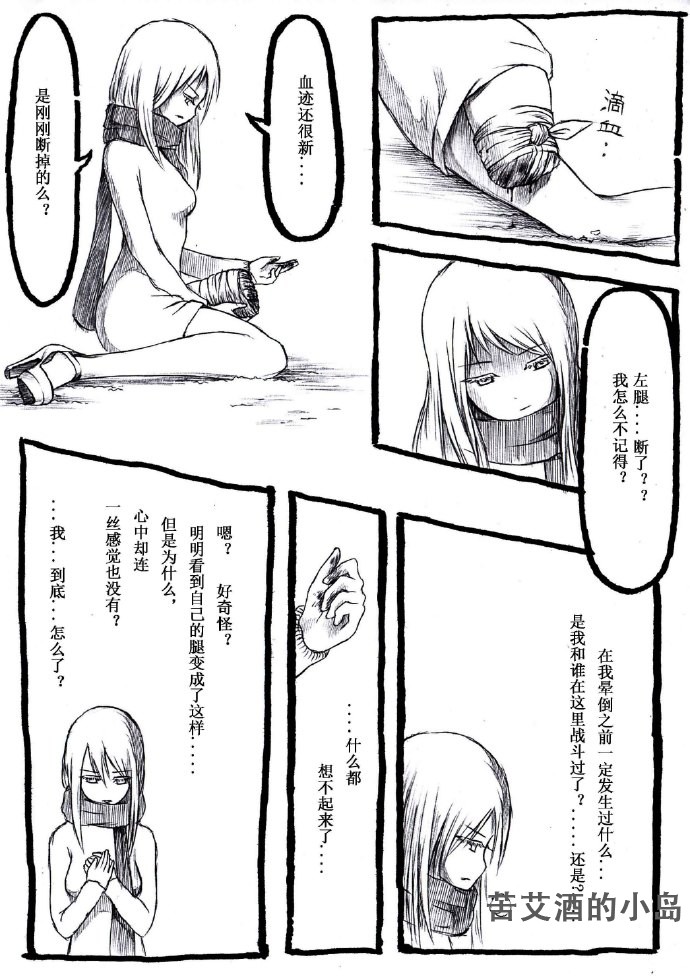 滴血..
血迹还很新....
是刚刚断掉的么？
左腿....断了？？
我怎么不记得？
在我晕倒之前一定发生过什么...
是我和谁在这里战斗过了？......还是?
....什么都
想不起来了....
嗯？ 好奇怪？
明明看到自己的腿变成了这样......
但是为什么，
心中却连
一丝感觉也没有？
...我...到底...怎么了？
苦艾酒的小岛